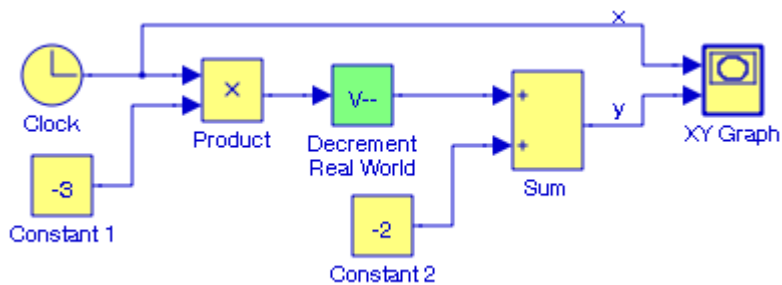 x
×
V--
+
y
Clock
Product
XY Graph
Decrement
Real World
+
-3
Sum
Constant 1
-2
Constant 2